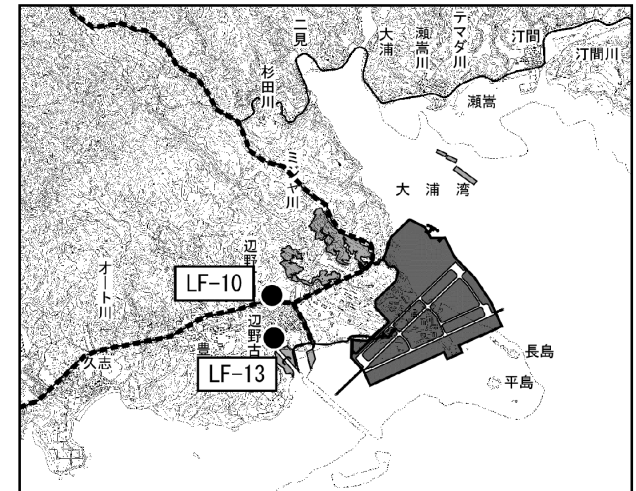 二見
大浦
瀬嵩川
テマダ川
汀間
汀間川
杉田川
瀬嵩
ミジャ川
大浦湾
オート川
辺野
LF-10
辺野古
豊
久志
LF-13
長島
平島